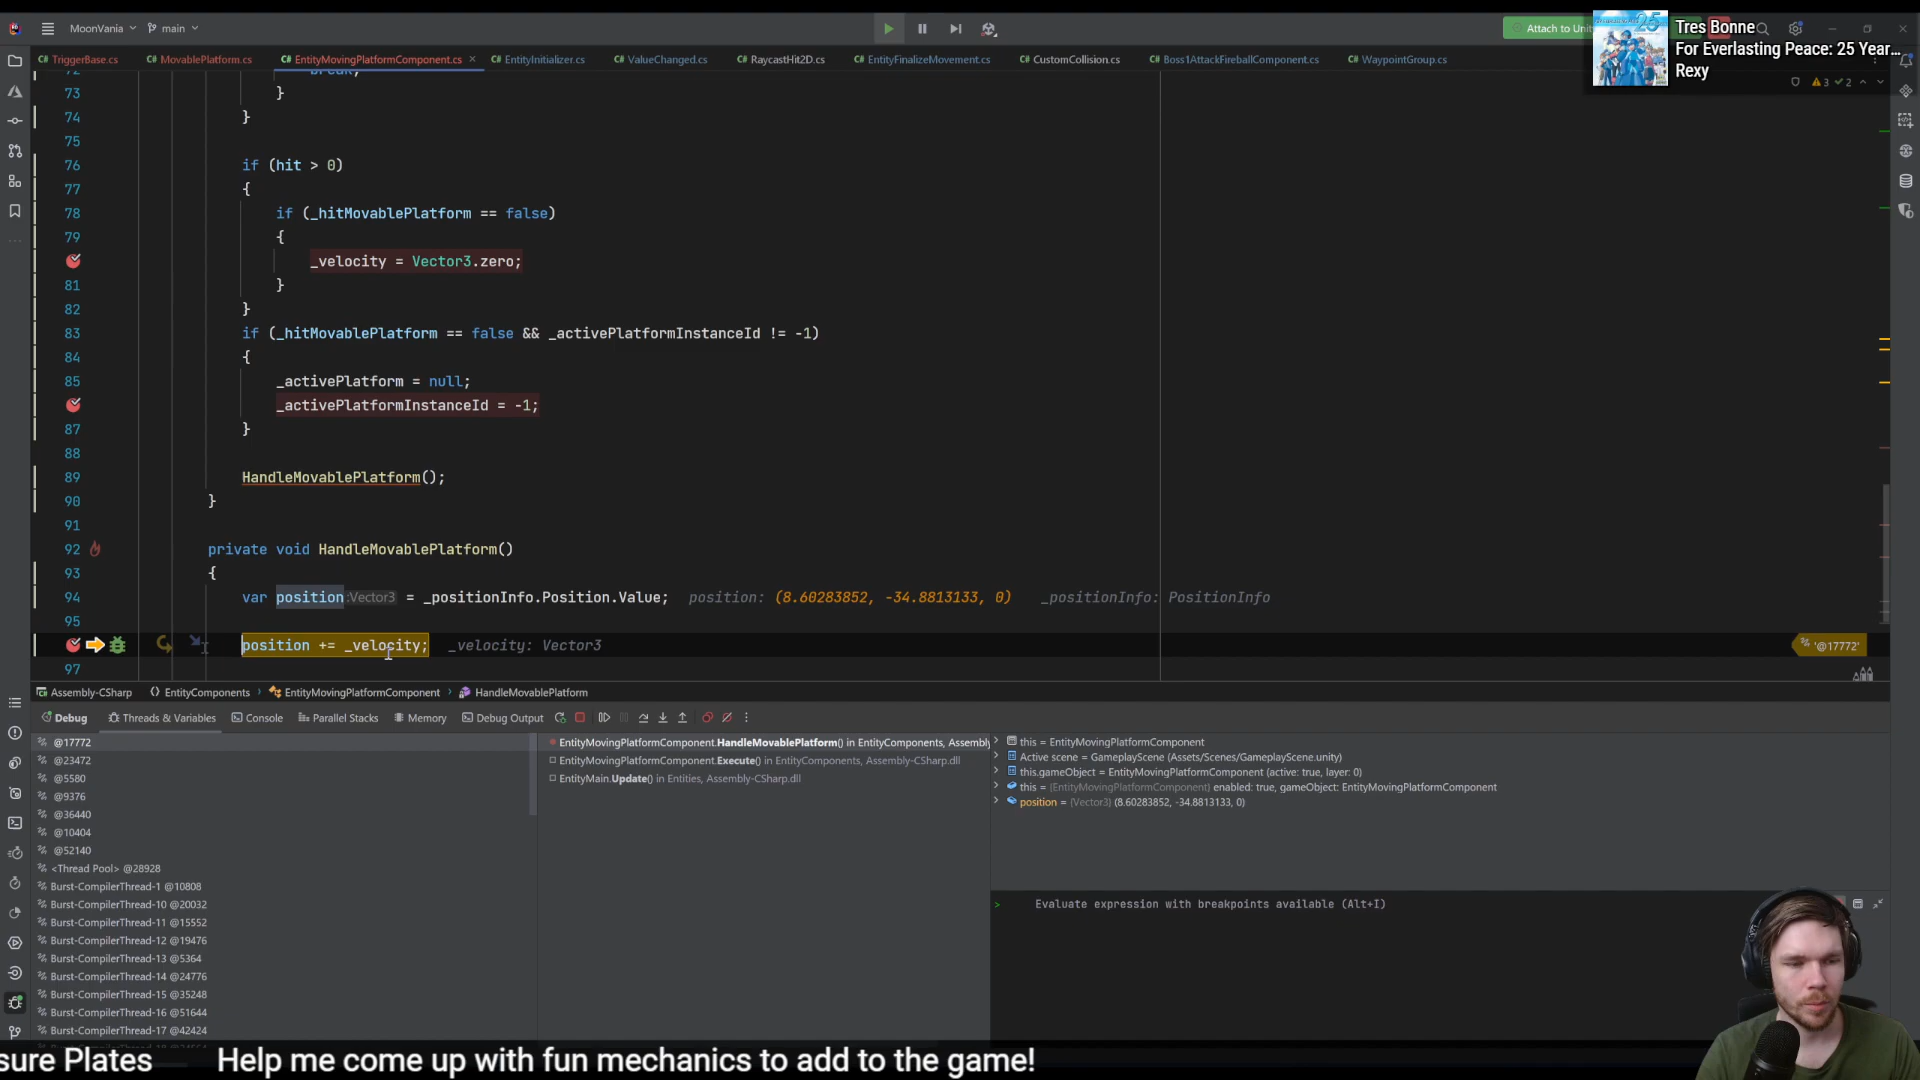 MoonVania main Attach to Unit
Tres Bonne
For Everlasting Peace: 25 Year...
Rexy
TriggerBase.cs MovablePlatform.cs EntityMovingPlatformComponent.cs EntityInitializer.cs ValueChanged.cs RaycastHit2D.cs EntityFinalizeMovement.cs CustomCollision.cs Boss1AttackFireballComponent.cs WaypointGroup.cs
3 2
72 break;
73 }
74 }
75
76 if (hit > 0)
77 {
78 if (_hitMovablePlatform == false)
79 {
_velocity = Vector3.zero;
81 }
82 }
83 if (_hitMovablePlatform == false && _activePlatformInstanceId != -1)
84 {
85 _activePlatform = null;
_activePlatformInstanceId = -1;
87 }
88
89 HandleMovablePlatform();
90 }
91
92 private void HandleMovablePlatform()
93 {
94 var position:Vector3 = _positionInfo.Position.Value; position: (8.60283852, -34.8813133, 0) _positionInfo: PositionInfo
95
position += _velocity; _velocity: Vector3 '@17772'
97
Assembly-CSharp EntityComponents EntityMovingPlatformComponent HandleMovablePlatform
Debug Threads & Variables Console Parallel Stacks Memory Debug Output
@17772
@23472
@5580
@9376
@36440
@10404
@52140
<Thread Pool> @28928
Burst-CompilerThread-1 @10808
Burst-CompilerThread-10 @20032
Burst-CompilerThread-11 @15552
Burst-CompilerThread-12 @19476
Burst-CompilerThread-13 @5364
Burst-CompilerThread-14 @24776
Burst-CompilerThread-15 @35248
Burst-CompilerThread-16 @51644
Burst-CompilerThread-17 @42424
EntityMovingPlatformComponent.HandleMovablePlatform() in EntityComponents, Assembly
EntityMovingPlatformComponent.Execute() in EntityComponents, Assembly-CSharp.dll
EntityMain.Update() in Entities, Assembly-CSharp.dll
this = EntityMovingPlatformComponent
Active scene = GameplayScene (Assets/Scenes/GameplayScene.unity)
this.gameObject = EntityMovingPlatformComponent (active: true, layer: 0)
this = {EntityMovingPlatformComponent} enabled: true, gameObject: EntityMovingPlatformComponent
position = {Vector3} (8.60283852, -34.8813133, 0)
> Evaluate expression with breakpoints available (Alt+I)
sure Plates Help me come up with fun mechanics to add to the game!